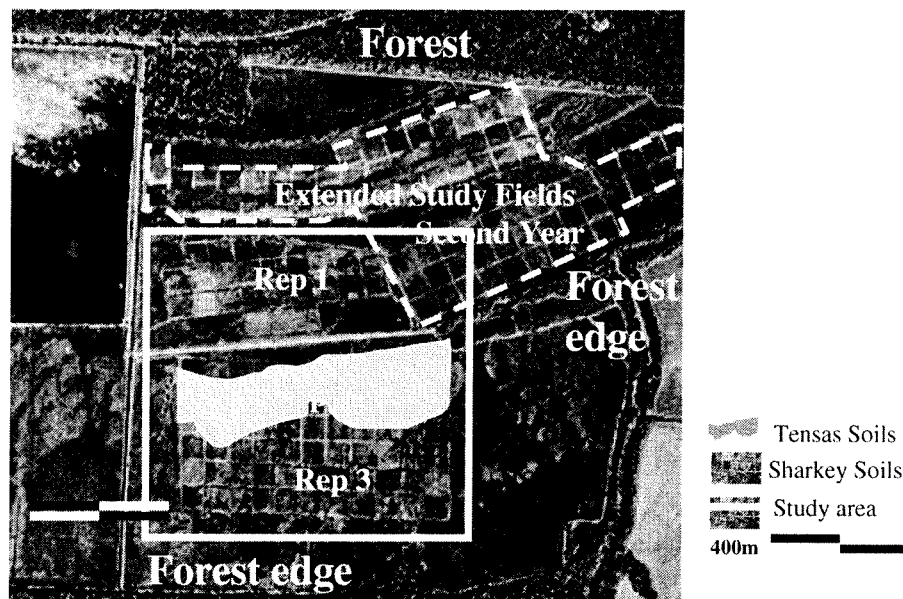 Forest
Extended Study Fields
Second Year
Rep 1
Forest
edge
Rep 3
Forest edge
Tensas Soils
Sharkey Soils
Study area
400m